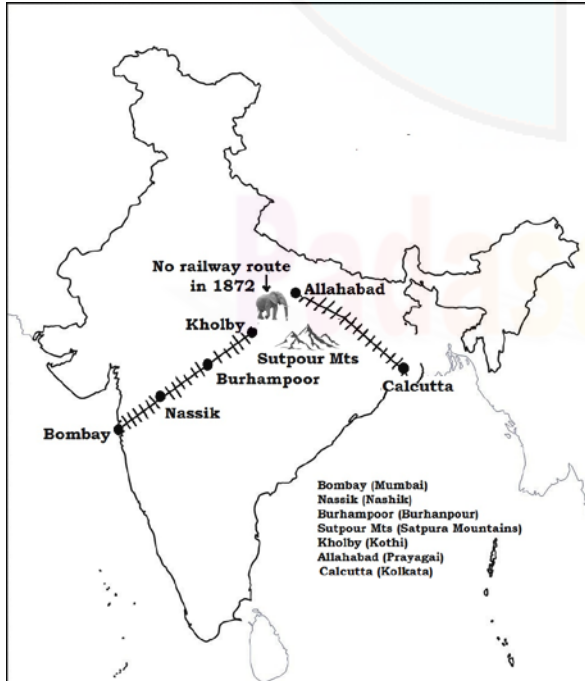 No railway route
in 1872
Allahabad
Kholby
Sutpour Mts
Burhampoor
Calcutta
Nassik
Bombay
Bombay (Mumbai)
Nassik (Nashik)
Burhampoor (Burhanpour)
Sutpour Mts (Satpura Mountains)
Kholby (Kothi)
Allahabad (Prayagai)
Calcutta (Kolkata)